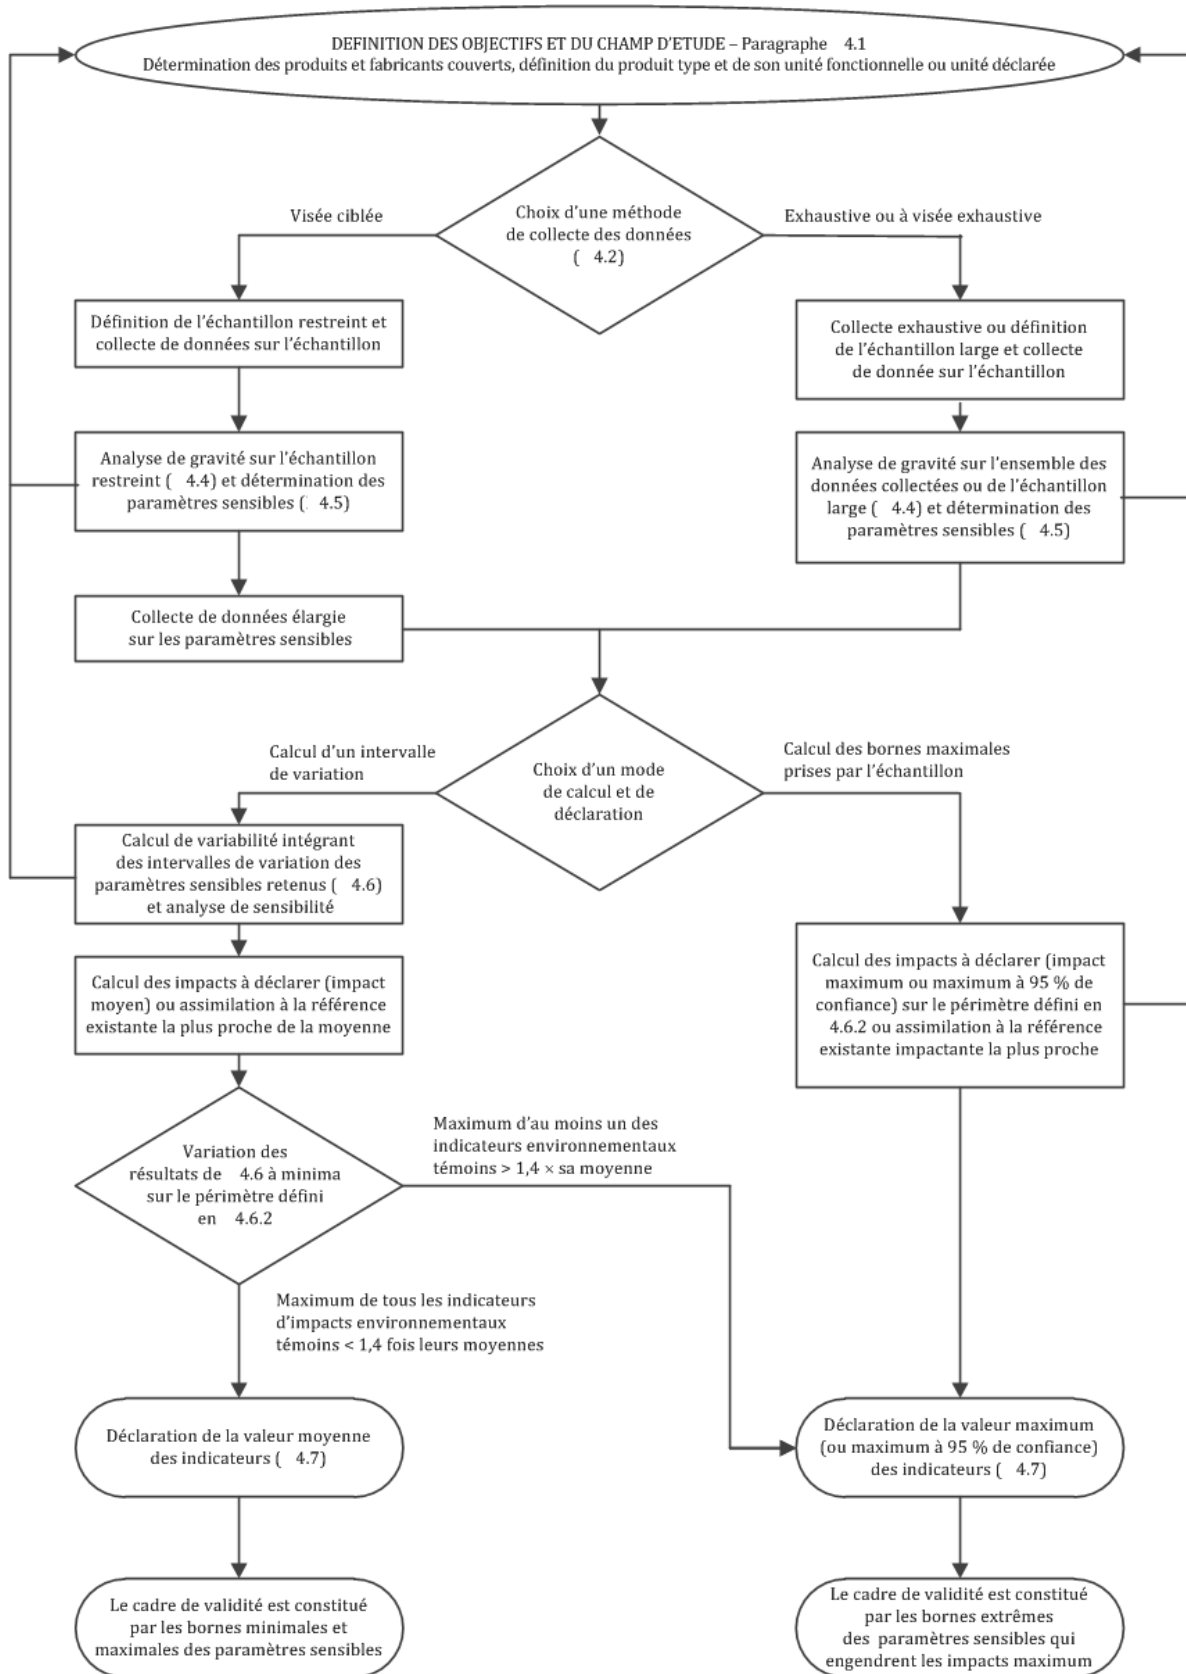 DEFINITION DES OBJECTIFS ET DU CHAMP D'ETUDE – Paragraphe 4.1
Détermination des produits et fabricants couverts, définition du produit type et de son unité fonctionnelle ou unité déclarée
Choix d'une méthode
de collecte des données
( 4.2)
Visée ciblée
Exhaustive ou à visée exhaustive
Définition de l'échantillon restreint et
collecte de données sur l'échantillon
Collecte exhaustive ou définition
de l'échantillon large et collecte
de donnée sur l'échantillon
Analyse de gravité sur l'échantillon
restreint ( 4.4) et détermination des
paramètres sensibles ( 4.5)
Analyse de gravité sur l'ensemble des
données collectées ou de l'échantillon
large ( 4.4) et détermination des
paramètres sensibles ( 4.5)
Collecte de données élargie
sur les paramètres sensibles
Calcul d'un intervalle
de variation
Choix d'un mode
de calcul et de
déclaration
Calcul des bornes maximales
prises par l'échantillon
Calcul de variabilité intégrant
des intervalles de variation des
paramètres sensibles retenus ( 4.6)
et analyse de sensibilité
Calcul des impacts à déclarer (impact
moyen) ou assimilation à la référence
existante la plus proche de la moyenne
Calcul des impacts à déclarer (impact
maximum ou maximum à 95 % de
confiance) sur le périmètre défini en
4.6.2 ou assimilation à la référence
existante impactante la plus proche
Variation des
résultats de 4.6 à minima
sur le périmètre défini
en 4.6.2
Maximum d'au moins un des
indicateurs environnementaux
témoins > 1,4 × sa moyenne
Maximum de tous les indicateurs
d'impacts environnementaux
témoins < 1,4 fois leurs moyennes
Déclaration de la valeur moyenne
des indicateurs ( 4.7)
Déclaration de la valeur maximum
(ou maximum à 95 % de confiance)
des indicateurs ( 4.7)
Le cadre de validité est constitué
par les bornes minimales et
maximales des paramètres sensibles
Le cadre de validité est constitué
par les bornes extrêmes
des paramètres sensibles qui
engendrent les impacts maximum